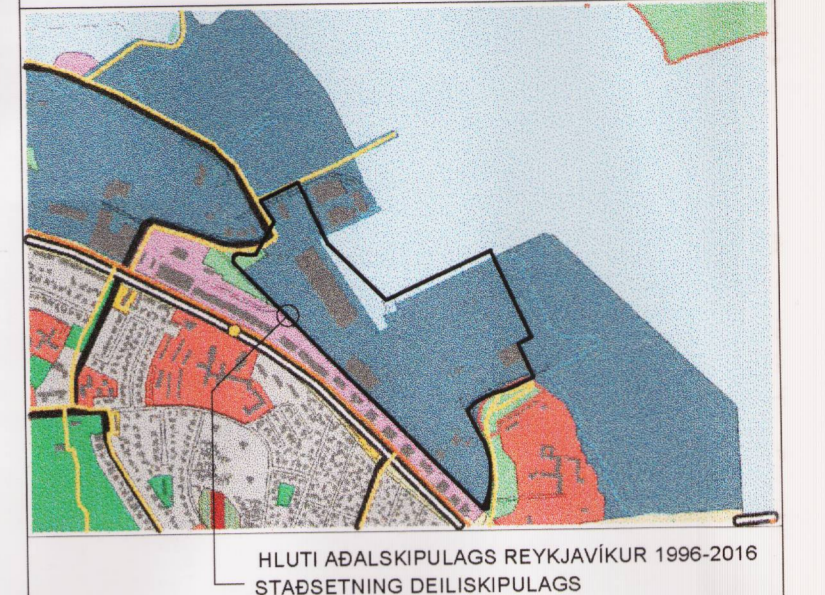 HLUTI AÐALSKIPULAGS REYKJAVÍKUR 1996-2016
STAÐSETNING DEILISKIPULAGS